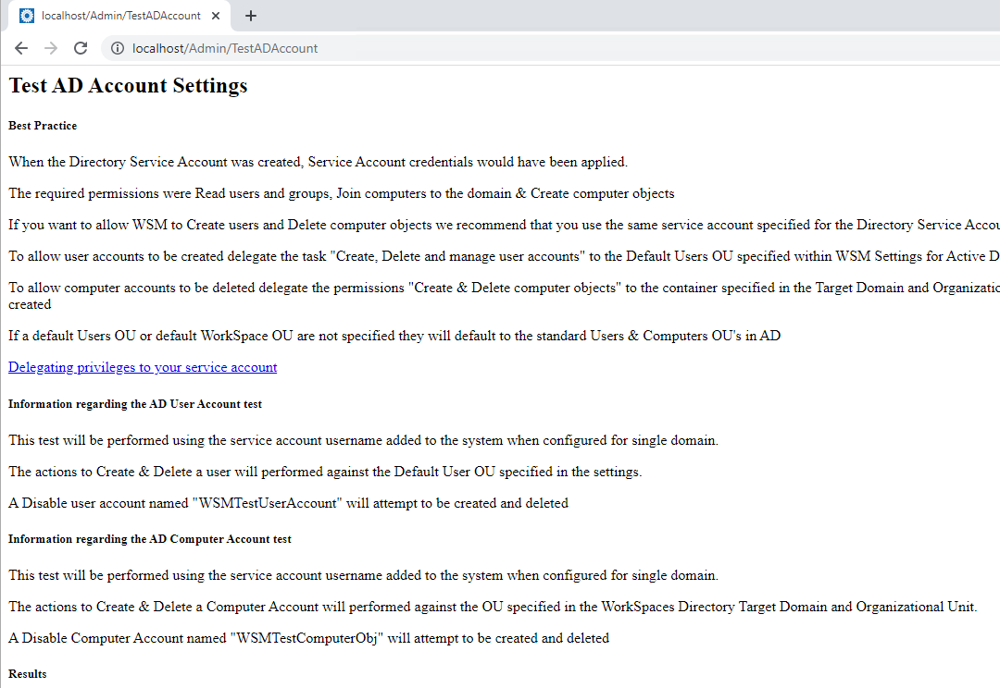 localhost/Admin/TestADAccount
localhost/Admin/TestADAccount
Test AD Account Settings
Best Practice
When the Directory Service Account was created, Service Account credentials would have been applied.
The required permissions were Read users and groups, Join computers to the domain & Create computer objects
If you want to allow WSM to Create users and Delete computer objects we recommend that you use the same service account specified for the Directory Service
To allow user accounts to be created delegate the task "Create, Delete and manage user accounts" to the Default Users OU specified within WSM Settings for Active
To allow computer accounts to be deleted delegate the permissions "Create & Delete computer objects" to the container specified in the Target Domain and
created
If a default Users OU or default WorkSpace OU are not specified they will default to the standard Users & Computers OU's in AD
Delegating privileges to your service account
Information regarding the AD User Account test
This test will be performed using the service account username added to the system when configured for single domain.
The actions to Create & Delete a user will performed against the Default User OU specified in the settings.
A Disable user account named "WSMTestUserAccount" will attempt to be created and deleted
Information regarding the AD Computer Account test
This test will be performed using the service account username added to the system when configured for single domain.
The actions to Create & Delete a Computer Account will performed against the OU specified in the WorkSpaces Directory Target Domain and Organizational Unit.
A Disable Computer Account named "WSMTestComputerObj" will attempt to be created and deleted
Results